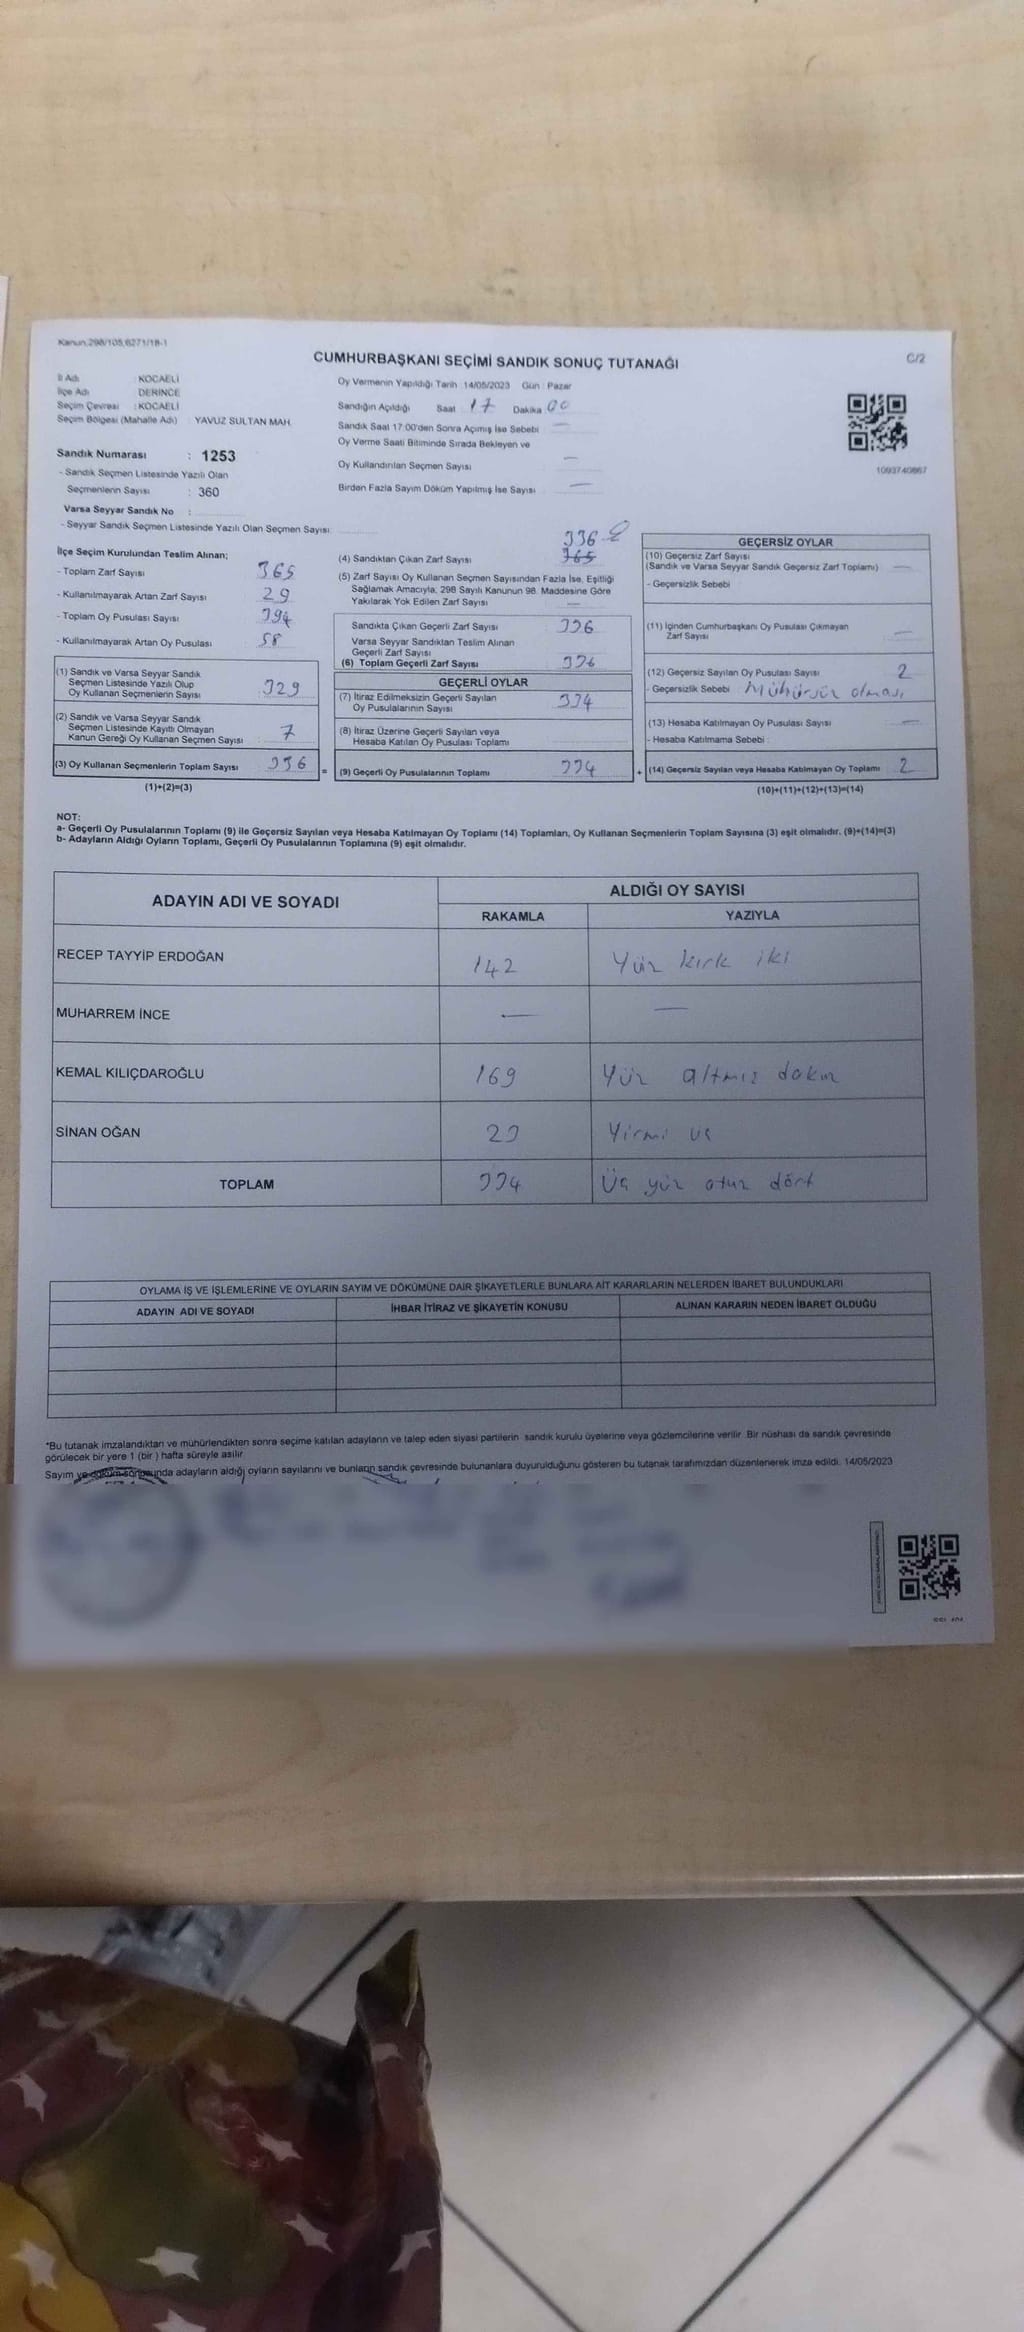 Kanun.298/105,6271/18-1
CUMHURBAŞKANI SEÇİMİ SANDIK SONUÇ TUTANAĞI
C/2
İl Adı : KOCAELİ
İlçe Adı : DERİNCE
Seçim Çevresi : KOCAELİ
Seçim Bölgesi (Mahalle Adı) : YAVUZ SULTAN MAH.
Sandık Numarası : 1253
- Sandık Seçmen Listesinde Yazılı Olan
Seçmenlerin Sayısı : 360
Varsa Seyyar Sandık No :
- Seyyar Sandık Seçmen Listesinde Yazılı Olan Seçmen Sayısı:
Oy Vermenin Yapıldığı Tarih 14/05/2023 Gün : Pazar
Sandığın Açıldığı Saat 17 Dakika 00
Sandık Saat 17:00'den Sonra Açımış İse Sebebi —
Oy Verme Saati Bitiminde Sırada Bekleyen ve
Oy Kullandırılan Seçmen Sayısı —
Birden Fazla Sayım Döküm Yapılmış İse Sayısı —
1093740867
İlçe Seçim Kurulundan Teslim Alınan;
- Toplam Zarf Sayısı 365
- Kullanılmayarak Artan Zarf Sayısı 29
- Toplam Oy Pusulası Sayısı 394
- Kullanılmayarak Artan Oy Pusulası 58
(1) Sandık ve Varsa Seyyar Sandık
Seçmen Listesinde Yazılı Olup
Oy Kullanan Seçmenlerin Sayısı 329
(2) Sandık ve Varsa Seyyar Sandık
Seçmen Listesinde Kayıtlı Olmayan
Kanun Gereği Oy Kullanan Seçmen Sayısı : 7
(3) Oy Kullanan Seçmenlerin Toplam Sayısı 336
(1)+(2)=(3)
336
(4) Sandıktan Çıkan Zarf Sayısı 365
(5) Zarf Sayısı Oy Kullanan Seçmen Sayısından Fazla İse, Eşitliği
Sağlamak Amacıyla, 298 Sayılı Kanunun 98. Maddesine Göre
Yakılarak Yok Edilen Zarf Sayısı —
Sandıkta Çıkan Geçerli Zarf Sayısı 336
Varsa Seyyar Sandıktan Teslim Alınan
Geçerli Zarf Sayısı
(6) Toplam Geçerli Zarf Sayısı 336
GEÇERLİ OYLAR
(7) İtiraz Edilmeksizin Geçerli Sayılan
Oy Pusulalarının Sayısı 334
(8) İtiraz Üzerine Geçerli Sayılan veya
Hesaba Katılan Oy Pusulası Toplamı
= (9) Geçerli Oy Pusulalarının Toplamı 334
GEÇERSİZ OYLAR
(10) Geçersiz Zarf Sayısı
(Sandık ve Varsa Seyyar Sandık Geçersiz Zarf Toplamı) —
- Geçersizlik Sebebi
(11) İçinden Cumhurbaşkanı Oy Pusulası Çıkmayan
Zarf Sayısı —
(12) Geçersiz Sayılan Oy Pusulası Sayısı 2
- Geçersizlik Sebebi Mühürsüz olması
(13) Hesaba Katılmayan Oy Pusulası Sayısı —
- Hesaba Katılmama Sebebi :
+ (14) Geçersiz Sayılan veya Hesaba Katılmayan Oy Toplamı 2
(10)+(11)+(12)+(13)=(14)
NOT:
a- Geçerli Oy Pusulalarının Toplamı (9) ile Geçersiz Sayılan veya Hesaba Katılmayan Oy Toplamı (14) Toplamları, Oy Kullanan Seçmenlerin Toplam Sayısına (3) eşit olmalıdır. (9)+(14)=(3)
b- Adayların Aldığı Oyların Toplamı, Geçerli Oy Pusulalarının Toplamına (9) eşit olmalıdır.
ADAYIN ADI VE SOYADI
ALDIĞI OY SAYISI
RAKAMLA YAZIYLA
RECEP TAYYİP ERDOĞAN 142 Yüz kırk iki
MUHARREM İNCE — —
KEMAL KILIÇDAROĞLU 169 Yüz altmış dokuz
SİNAN OĞAN 23 Yirmi üç
TOPLAM 334 Üç yüz otuz dört
OYLAMA İŞ VE İŞLEMLERİNE VE OYLARIN SAYIM VE DÖKÜMÜNE DAİR ŞİKAYETLERLE BUNLARA AİT KARARLARIN NELERDEN İBARET BULUNDUKLARI
ADAYIN ADI VE SOYADI İHBAR İTİRAZ VE ŞİKAYETİN KONUSU ALINAN KARARIN NEDEN İBARET OLDUĞU
*Bu tutanak imzalandıktan ve mühürlendikten sonra seçime katılan adayların ve talep eden siyasi partilerin sandık kurulu üyelerine veya gözlemcilerine verilir. Bir nüshası da sandık çevresinde
görülecek bir yere 1 (bir ) hafta süreyle asılır.
Sayım ve döküm sonucunda adayların aldığı oyların sayılarını ve bunların sandık çevresinde bulunanlara duyurulduğunu gösteren bu tutanak tarafımızdan düzenlenerek imza edildi. 14/05/2023